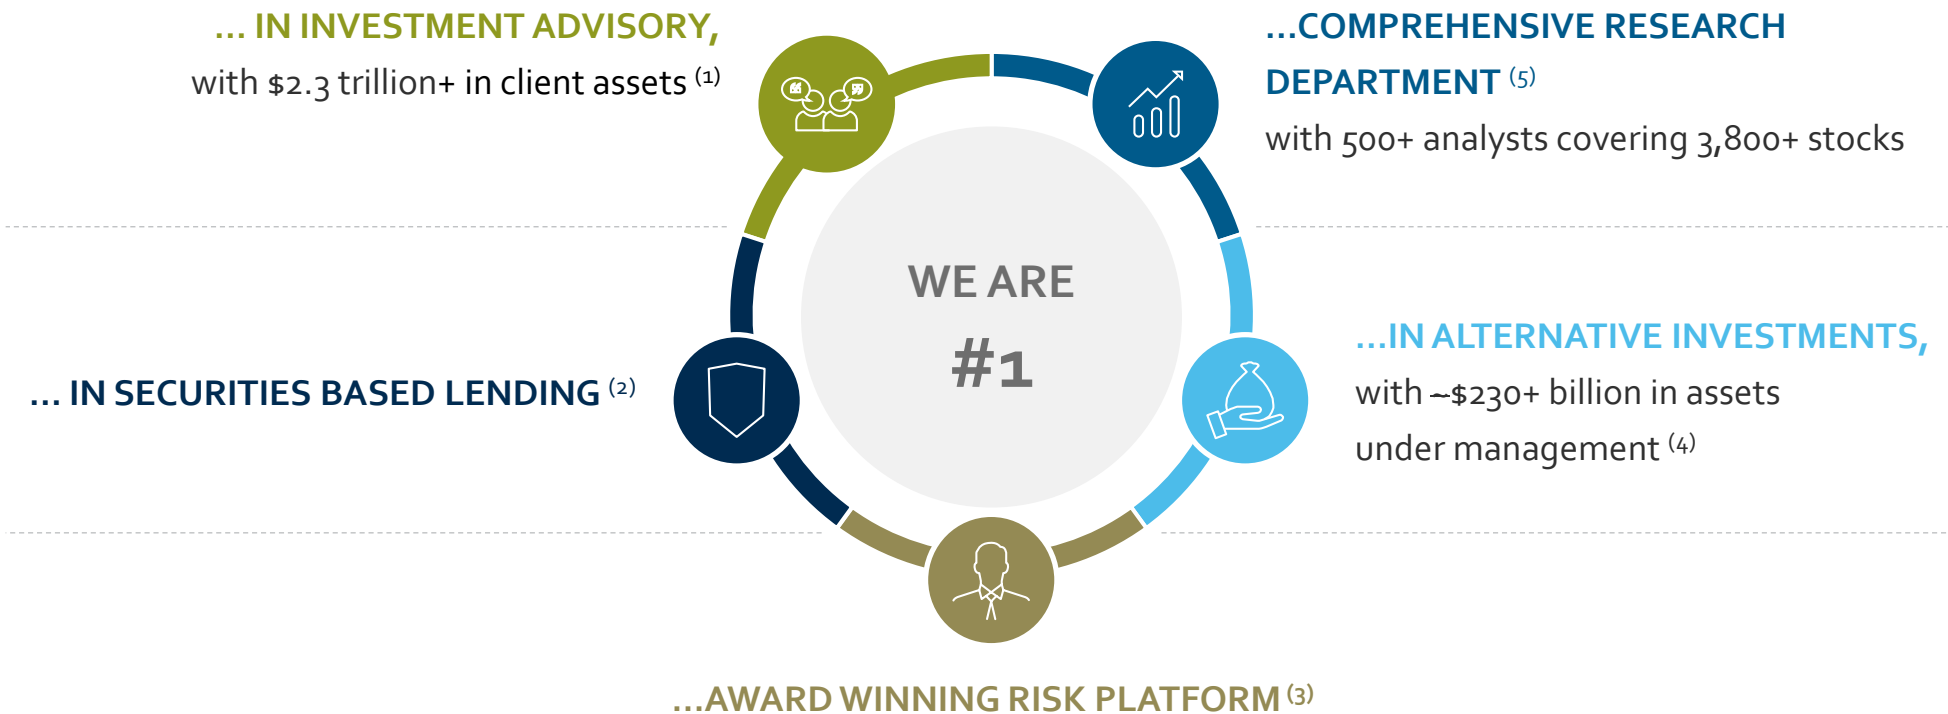 ... IN INVESTMENT ADVISORY,
with $2.3 trillion+ in client assets (1)
...COMPREHENSIVE RESEARCH
DEPARTMENT (5)
with 500+ analysts covering 3,800+ stocks
WE ARE
#1
... IN SECURITIES BASED LENDING (2)
...IN ALTERNATIVE INVESTMENTS,
with ~$230+ billion in assets
under management (4)
...AWARD WINNING RISK PLATFORM (3)